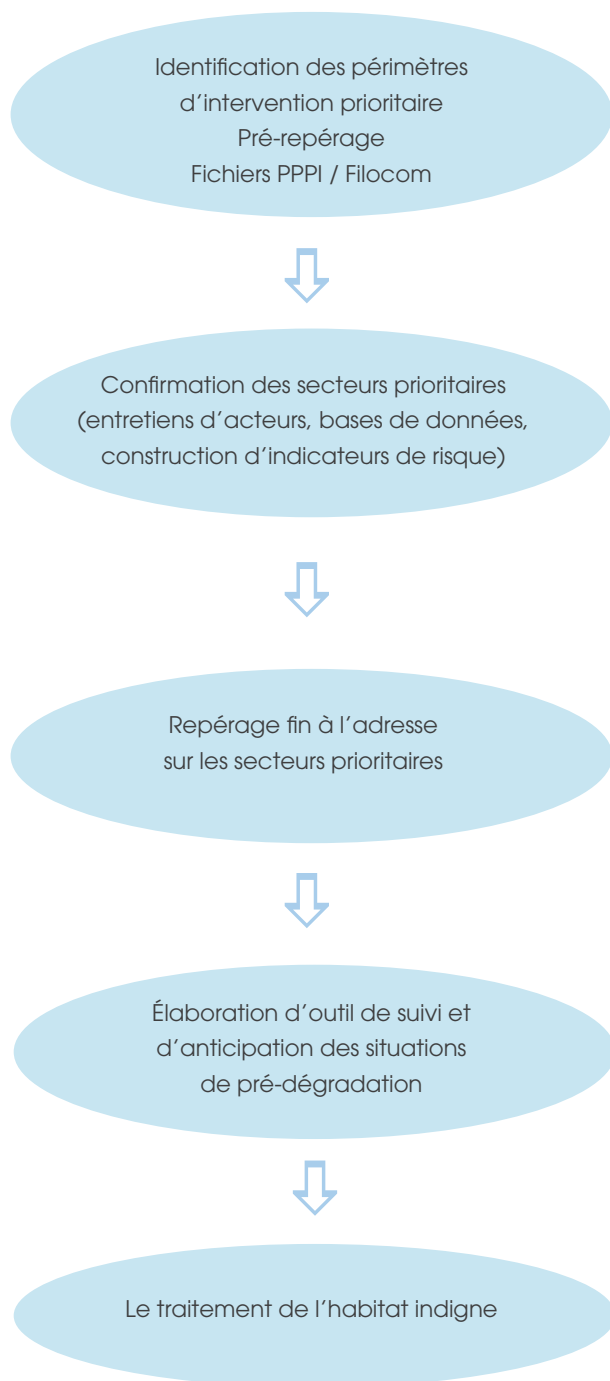 Identification des périmètres
d'intervention prioritaire
Pré-repérage
Fichiers PPPI / Filocom
Confirmation des secteurs prioritaires
(entretiens d'acteurs, bases de données,
construction d'indicateurs de risque)
Repérage fin à l'adresse
sur les secteurs prioritaires
Élaboration d'outil de suivi et
d'anticipation des situations
de pré-dégradation
Le traitement de l'habitat indigne